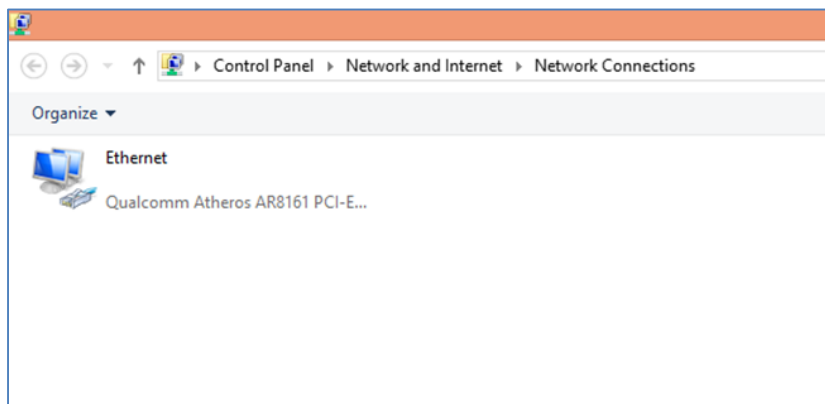 Control Panel Network and Internet Network Connections
Organize
Ethernet
Qualcomm Atheros AR8161 PCI-E...